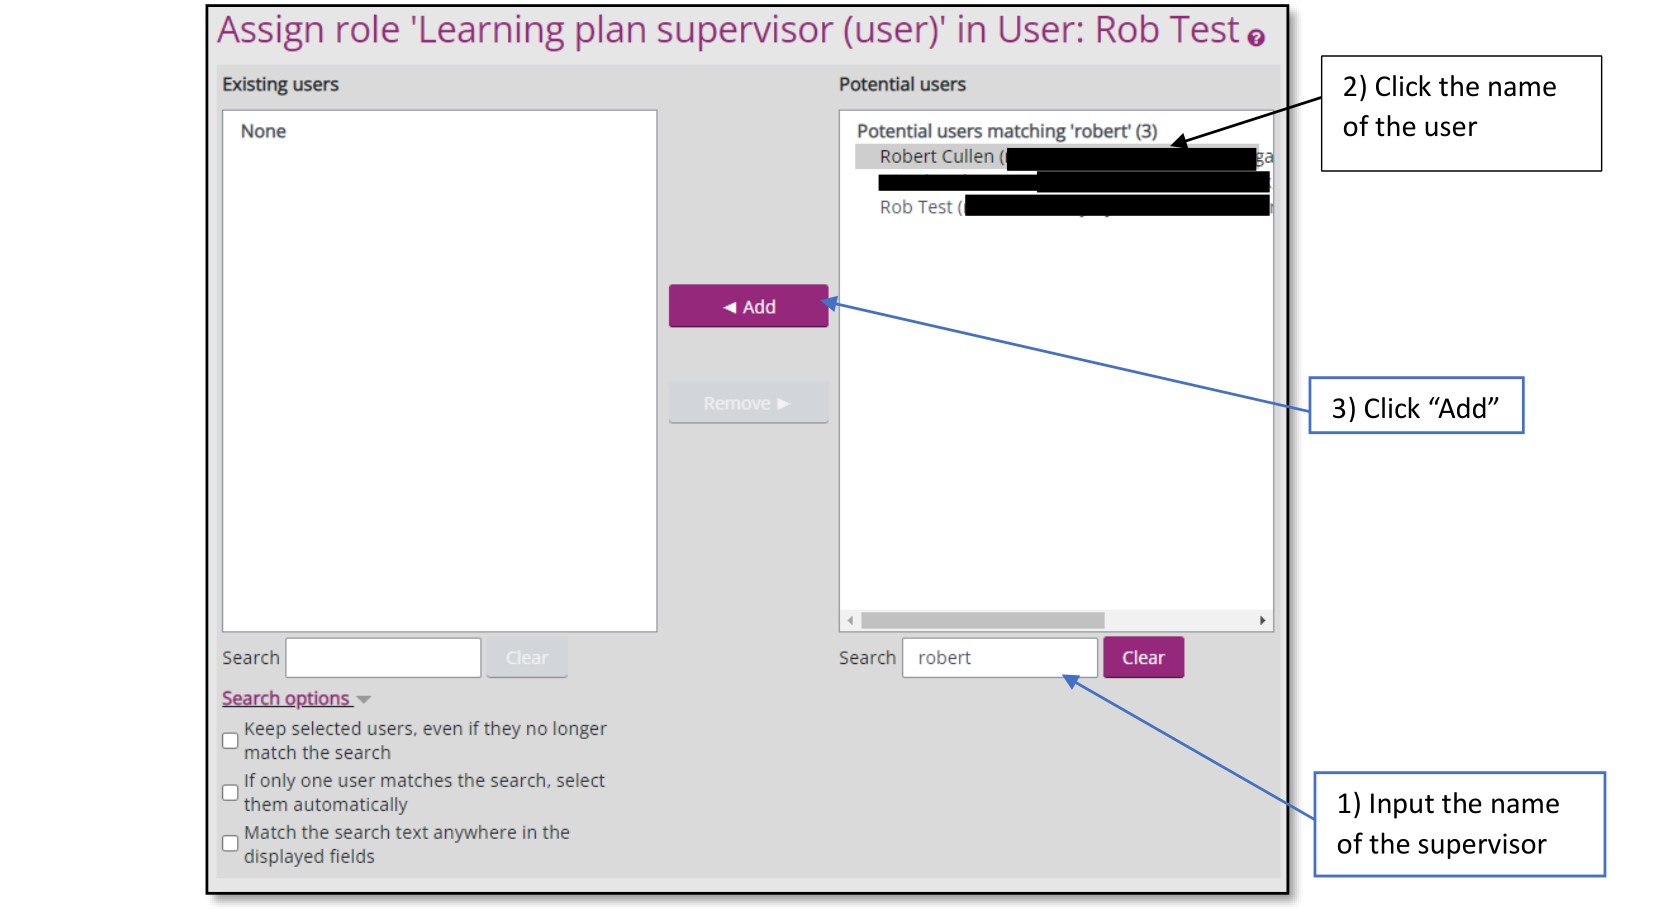 Assign role 'Learning plan supervisor (user)' in User: Rob Test ?
Existing users
None
Potential users
Potential users matching 'robert' (3)
Robert Cullen (
Rob Test (
2) Click the name
of the user
◄ Add
Remove ►
3) Click “Add”
Search
Clear
Search robert
Clear
Search options
Keep selected users, even if they no longer
match the search
If only one user matches the search, select
them automatically
Match the search text anywhere in the
displayed fields
1) Input the name
of the supervisor